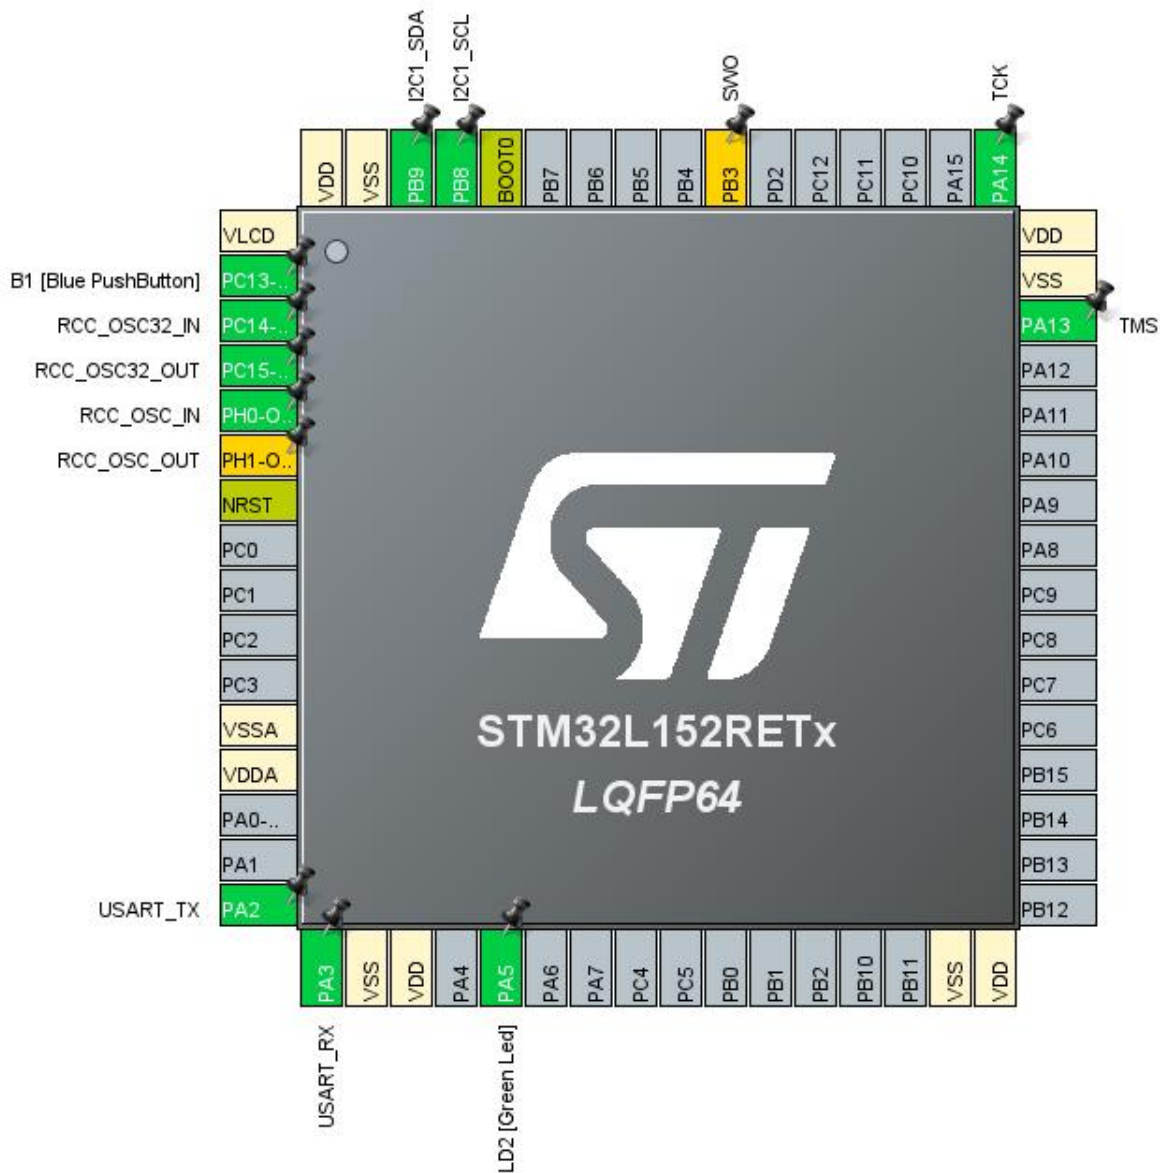 I2C1_SDA
I2C1_SCL
SWO
TCK
VDD
VSS
PB9
PB8
BOOT0
PB7
PB6
PB5
PB4
PB3
PD2
PC12
PC11
PC10
PA15
PA14
VLCD
VDD
B1 [Blue PushButton] PC13-..
VSS
RCC_OSC32_IN PC14-..
PA13 TMS
RCC_OSC32_OUT PC15-..
PA12
RCC_OSC_IN PH0-O..
PA11
RCC_OSC_OUT PH1-O..
PA10
NRST
PA9
PC0
PA8
PC1
PC9
PC2
PC8
PC3
PC7
VSSA
PC6
VDDA
PB15
PA0-..
PB14
PA1
PB13
USART_TX PA2
PB12
ST
STM32L152RETx
LQFP64
PA3
VSS
VDD
PA4
PA5
PA6
PA7
PC4
PC5
PB0
PB1
PB2
PB10
PB11
VSS
VDD
USART_RX
LD2 [Green Led]